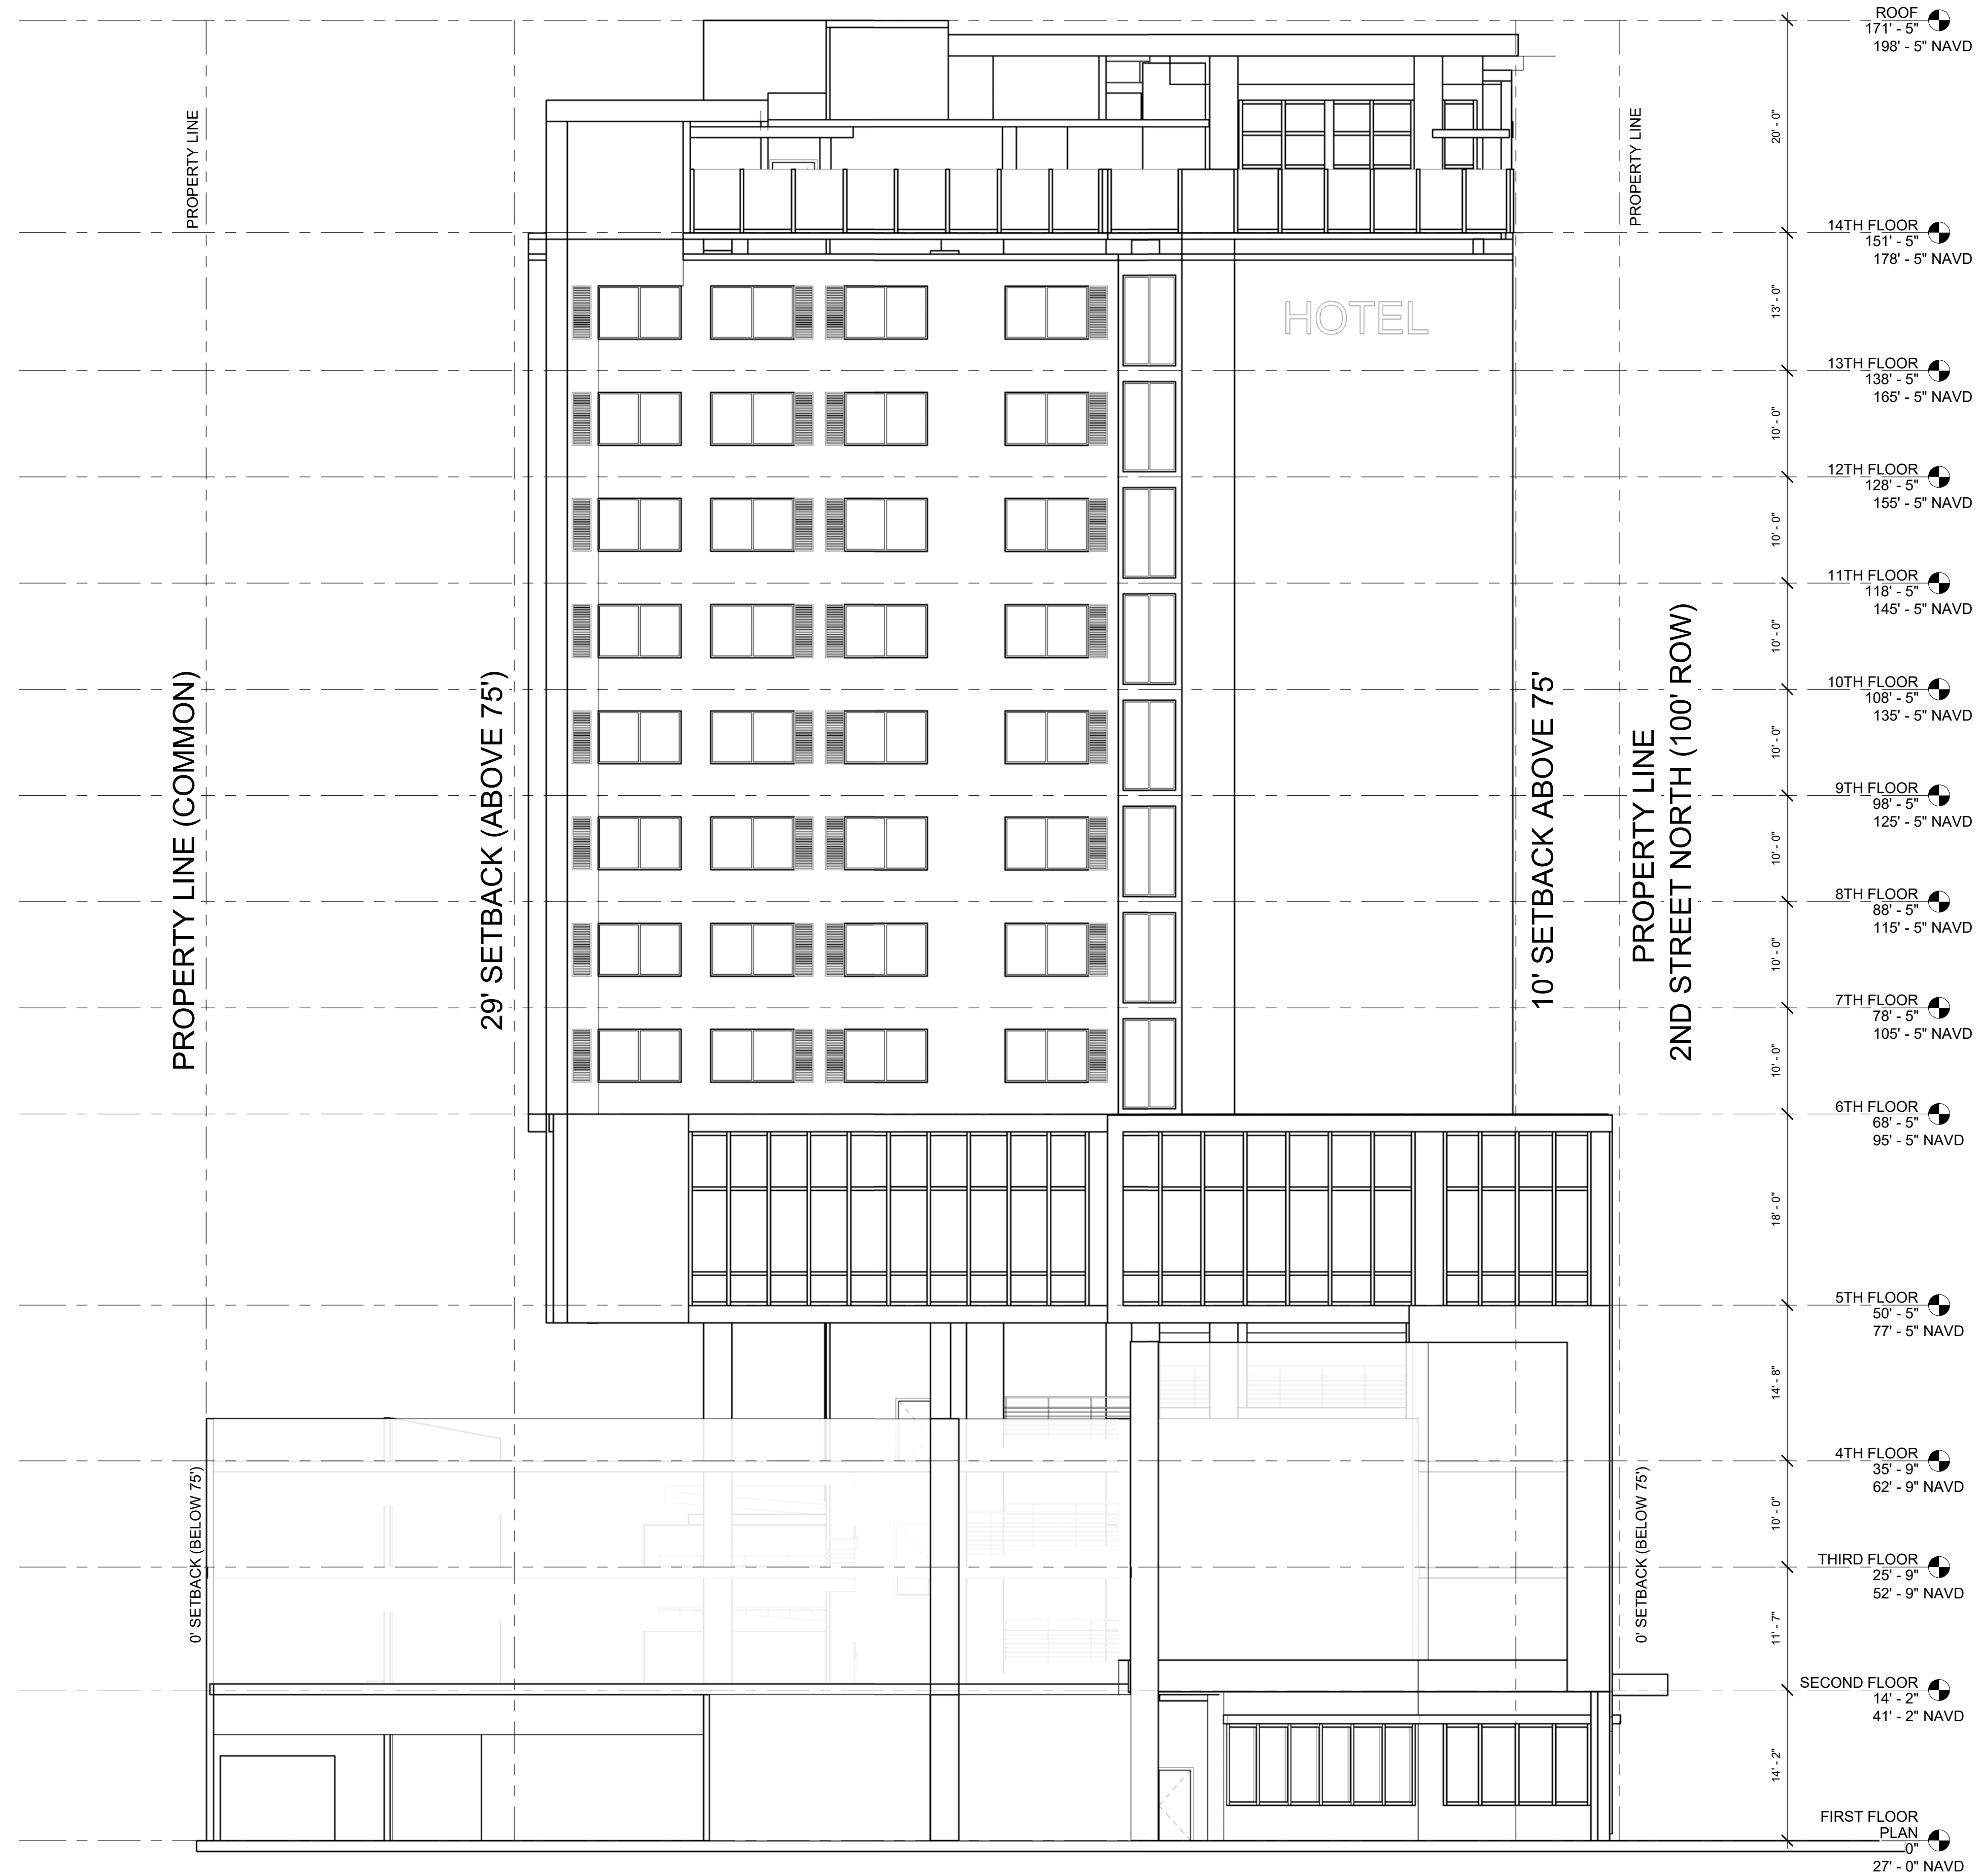 ROOF
171' - 5"
198' - 5" NAVD
PROPERTY LINE
PROPERTY LINE
20' - 0"
14TH FLOOR
151' - 5"
178' - 5" NAVD
13' - 0"
HOTEL
13TH FLOOR
138' - 5"
165' - 5" NAVD
10' - 0"
12TH FLOOR
128' - 5"
155' - 5" NAVD
10' - 0"
11TH FLOOR
118' - 5"
145' - 5" NAVD
10' - 0"
10TH FLOOR
108' - 5"
135' - 5" NAVD
PROPERTY LINE (COMMON)
29' SETBACK (ABOVE 75')
10' SETBACK ABOVE 75'
PROPERTY LINE
2ND STREET NORTH (100' ROW)
10' - 0"
9TH FLOOR
98' - 5"
125' - 5" NAVD
10' - 0"
8TH FLOOR
88' - 5"
115' - 5" NAVD
10' - 0"
7TH FLOOR
78' - 5"
105' - 5" NAVD
10' - 0"
6TH FLOOR
68' - 5"
95' - 5" NAVD
18' - 0"
5TH FLOOR
50' - 5"
77' - 5" NAVD
14' - 8"
4TH FLOOR
35' - 9"
62' - 9" NAVD
0' SETBACK (BELOW 75')
0' SETBACK (BELOW 75')
10' - 0"
THIRD FLOOR
25' - 9"
52' - 9" NAVD
11' - 7"
SECOND FLOOR
14' - 2"
41' - 2" NAVD
14' - 2"
FIRST FLOOR
PLAN
0"
27' - 0" NAVD